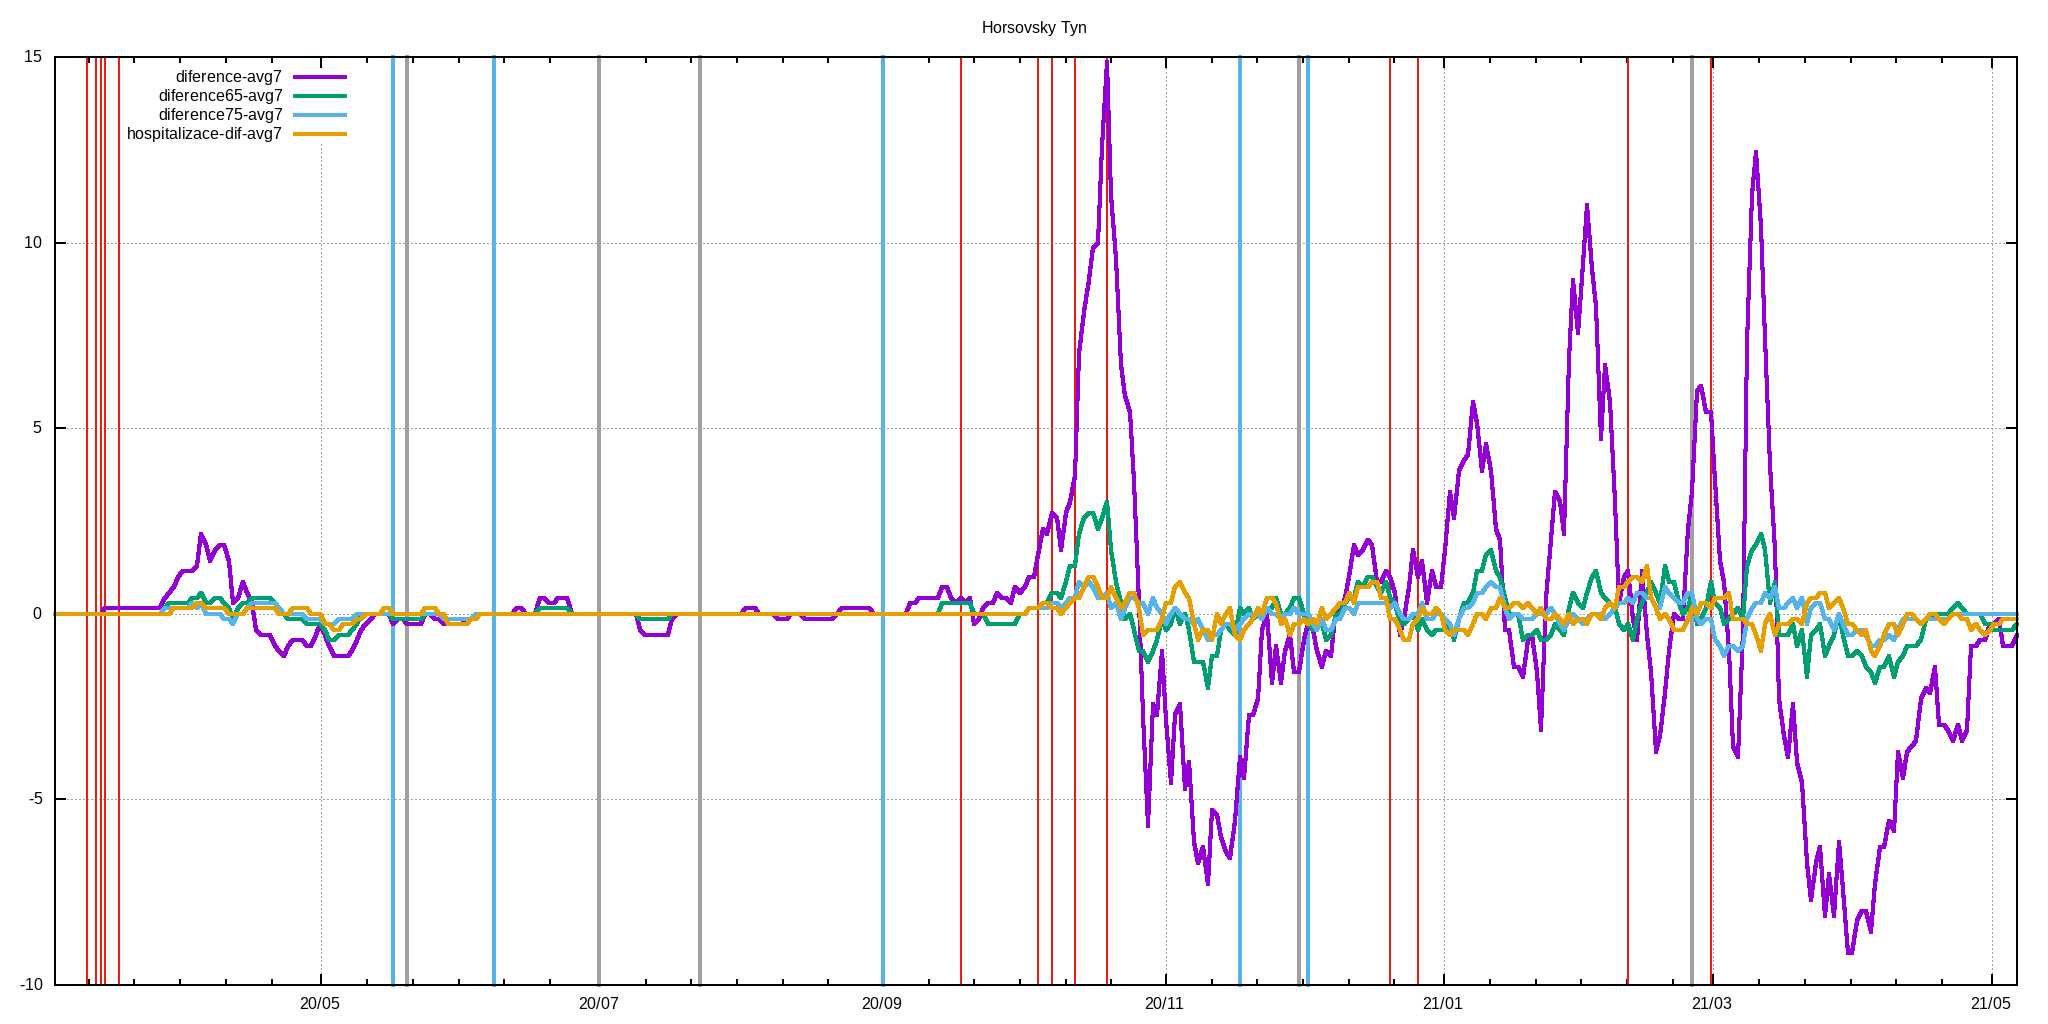 Horsovsky Tyn
15
10
5
0
-5
-10
diference-avg7
diference65-avg7
diference75-avg7
hospitalizace-dif-avg7
20/05
20/07
20/09
20/11
21/01
21/03
21/05